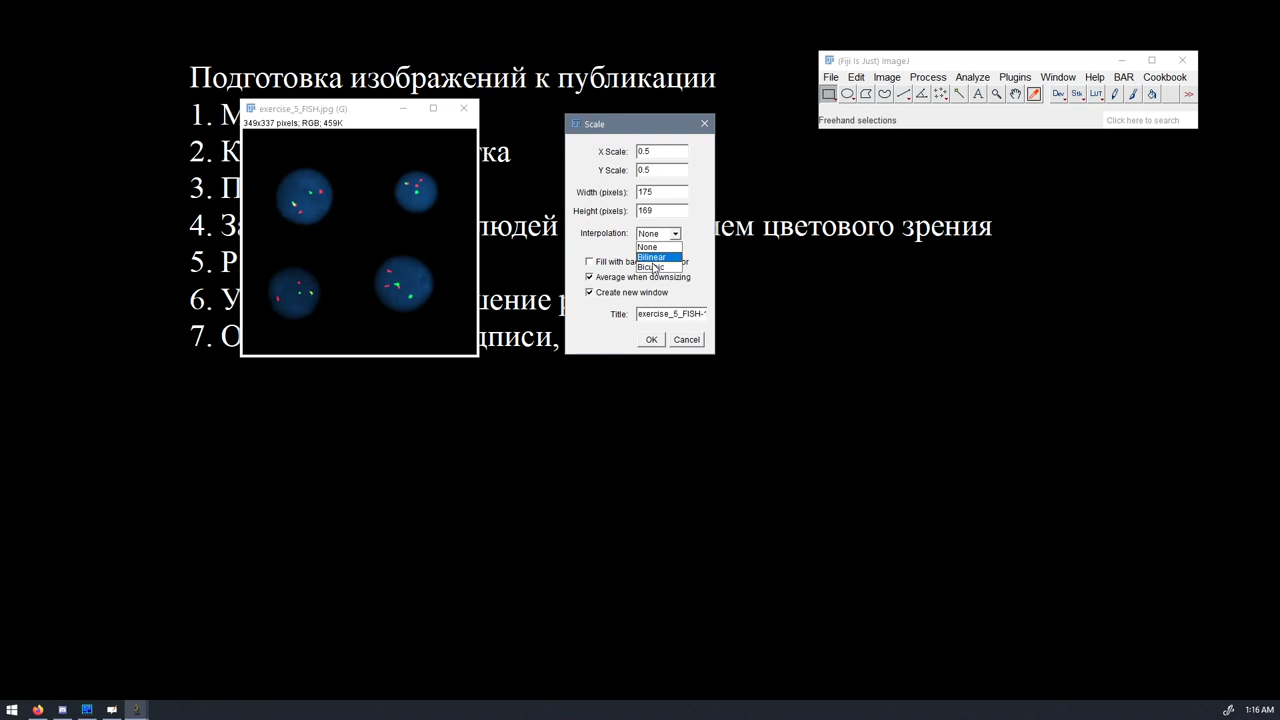 Подготовка изображений к публикации
1. М
2. К
тка
3. П
4. За
людей
ем цветового зрения
5. Р
6. У
шение р
7. О
дписи,
exercise_5_FISH.jpg (G)
349x337 pixels; RGB; 459K
Scale
X Scale: 0.5
Y Scale: 0.5
Width (pixels): 175
Height (pixels): 169
Interpolation: None
None
Bilinear
Bicubic
Fill with ba or
Average when downsizing
Create new window
Title: exercise_5_FISH-1
OK Cancel
(Fiji Is Just) ImageJ
File Edit Image Process Analyze Plugins Window Help BAR Cookbook
Dev Stk LUT >>
Freehand selections
Click here to search
1:16 AM